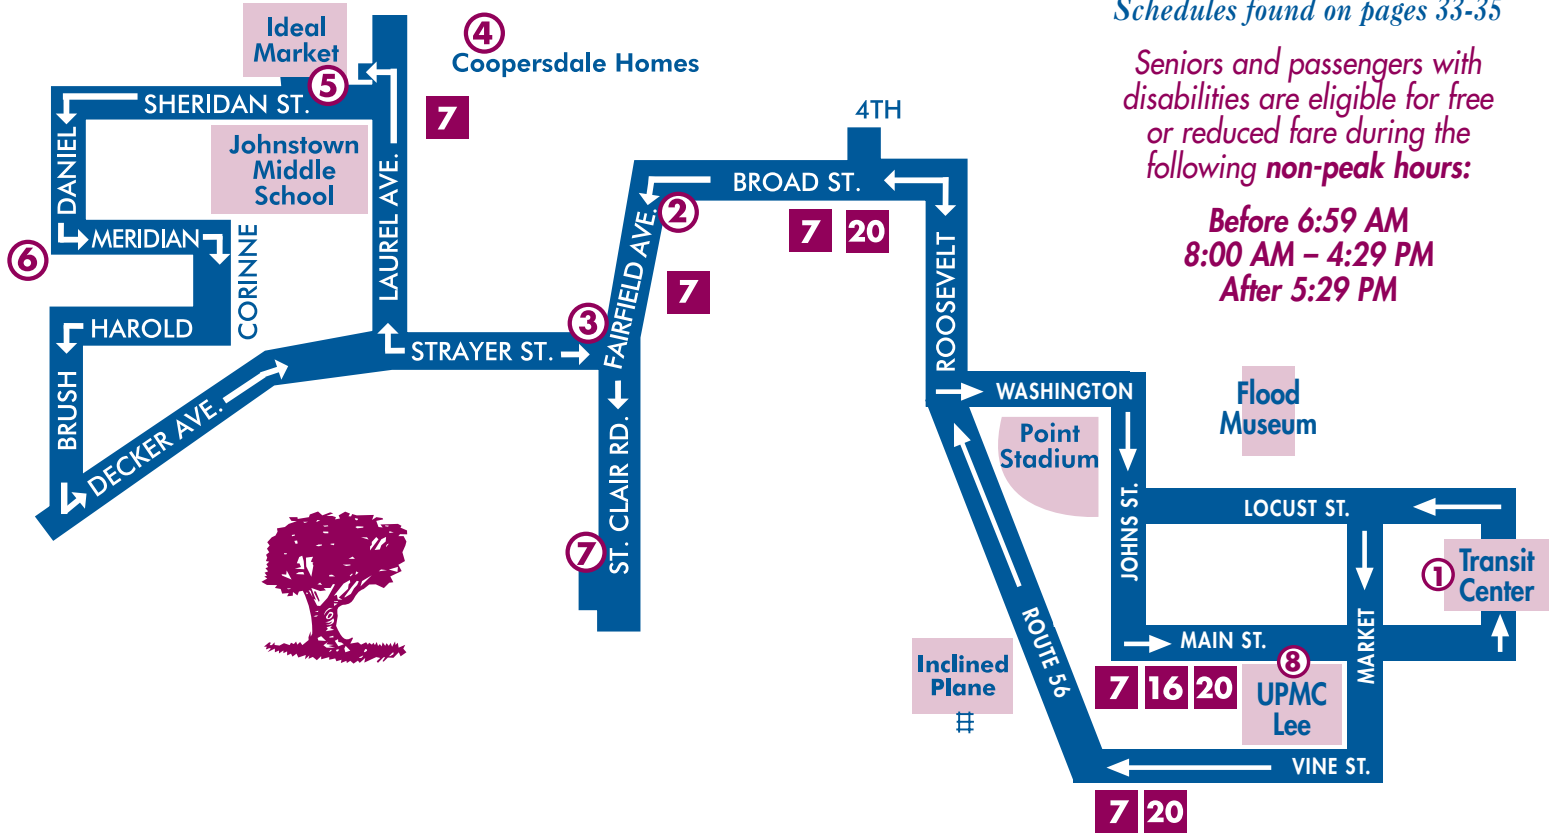 Schedules found on pages 33-35
Seniors and passengers with
disabilities are eligible for free
or reduced fare during the
following non-peak hours:
Before 6:59 AM
8:00 AM – 4:29 PM
After 5:29 PM
Ideal
Market
5
4
Coopersdale Homes
7
SHERIDAN ST.
Johnstown
Middle
School
DANIEL
MERIDIAN
6
CORINNE
HAROLD
BRUSH
DECKER AVE.
LAUREL AVE.
STRAYER ST.
3
4TH
BROAD ST.
2
7 20
FAIRFIELD AVE.
7
ST. CLAIR RD.
7
ROOSEVELT
WASHINGTON
Point
Stadium
Flood
Museum
JOHNS ST.
LOCUST ST.
1
Transit
Center
MARKET
MAIN ST.
8
UPMC
Lee
7 16 20
ROUTE 56
Inclined
Plane
VINE ST.
7 20